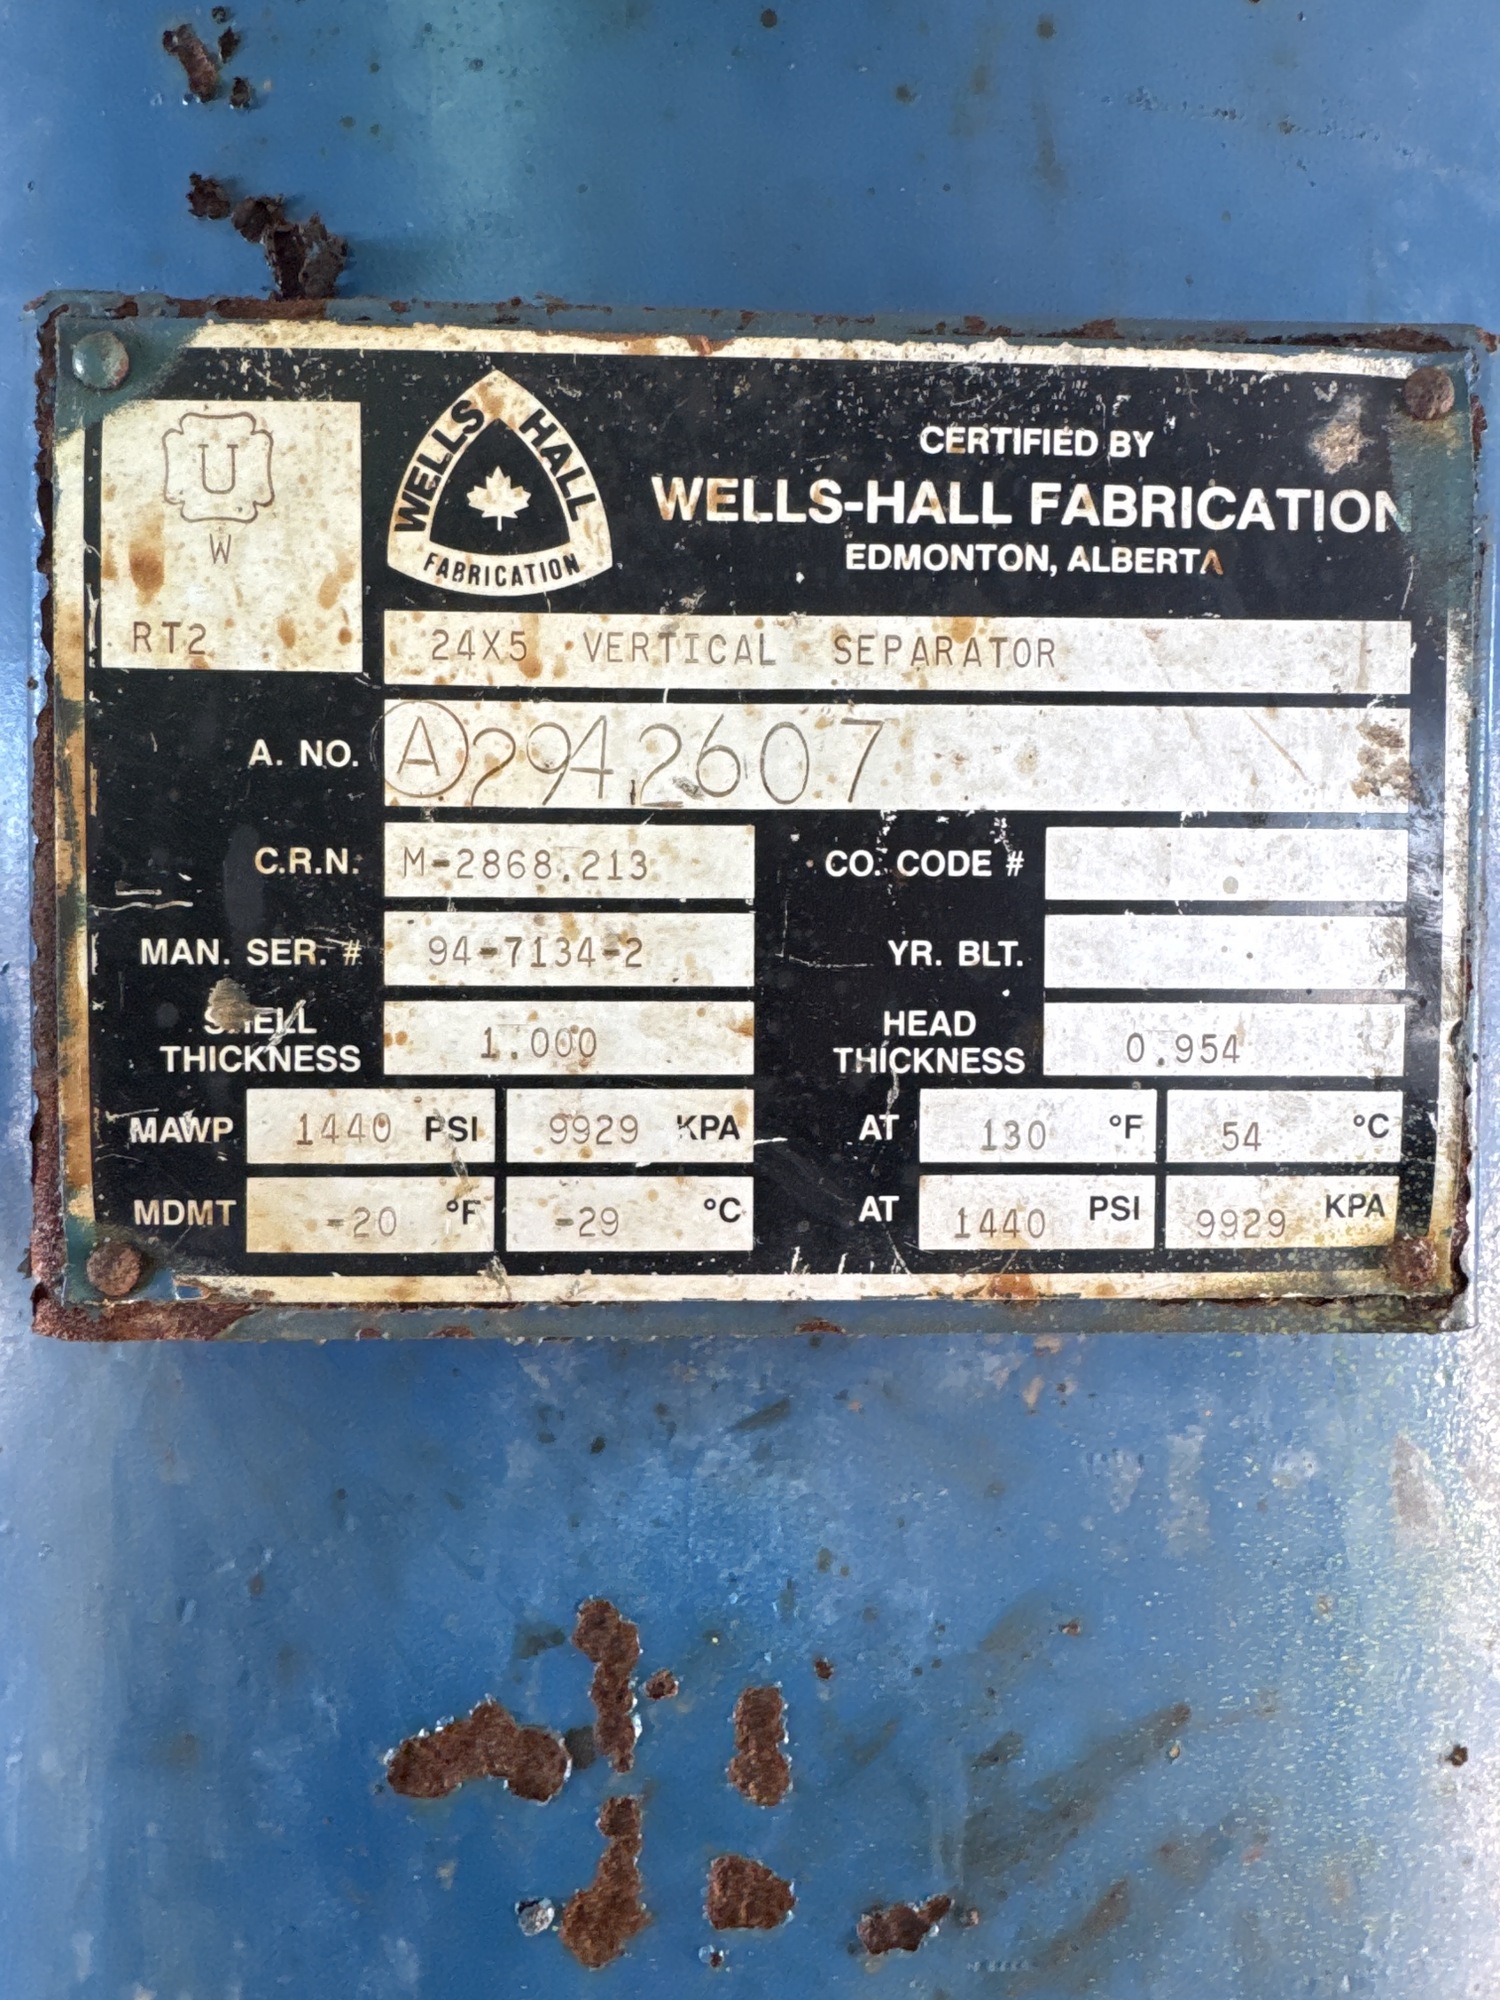 U
W
RT2
WELLS HALL
FABRICATION
CERTIFIED BY
WELLS-HALL FABRICATION
EDMONTON, ALBERTA
24X5 VERTICAL SEPARATOR
A. NO. A 2942607
C.R.N. M-2868.213 CO. CODE #
MAN. SER. # 94-7134-2 YR. BLT.
SHELL THICKNESS 1.000 HEAD THICKNESS 0.954
MAWP 1440 PSI 9929 KPA AT 130 °F 54 °C
MDMT -20 °F -29 °C AT 1440 PSI 9929 KPA